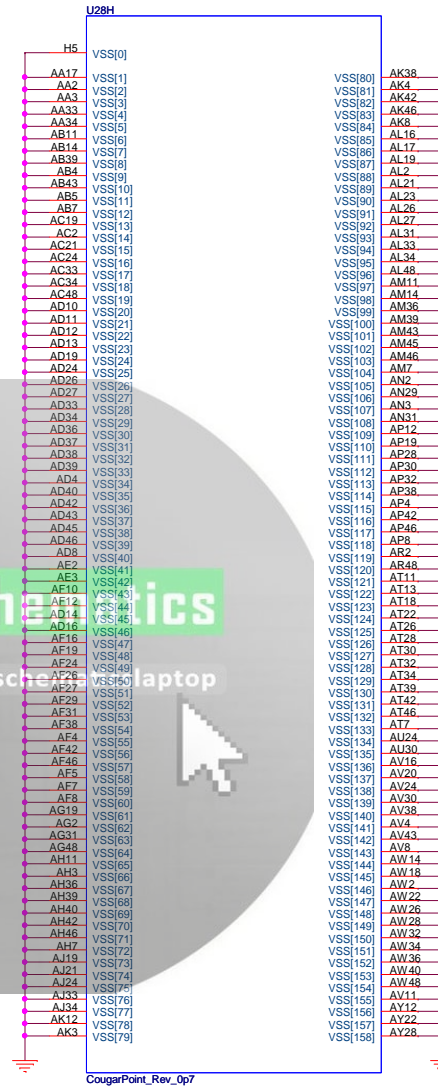 U28H
H5 VSS[0]
AA17 VSS[1]
AA2 VSS[2]
AA3 VSS[3]
AA33 VSS[4]
AA34 VSS[5]
AB11 VSS[6]
AB14 VSS[7]
AB39 VSS[8]
AB4 VSS[9]
AB43 VSS[10]
AB5 VSS[11]
AB7 VSS[12]
AC19 VSS[13]
AC2 VSS[14]
AC21 VSS[15]
AC24 VSS[16]
AC33 VSS[17]
AC34 VSS[18]
AC48 VSS[19]
AD10 VSS[20]
AD11 VSS[21]
AD12 VSS[22]
AD13 VSS[23]
AD19 VSS[24]
AD24 VSS[25]
AD26 VSS[26]
AD27 VSS[27]
AD33 VSS[28]
AD34 VSS[29]
AD36 VSS[30]
AD37 VSS[31]
AD38 VSS[32]
AD39 VSS[33]
AD4 VSS[34]
AD40 VSS[35]
AD42 VSS[36]
AD43 VSS[37]
AD45 VSS[38]
AD46 VSS[39]
AD8 VSS[40]
AE2 VSS[41]
AE3 VSS[42]
AF10 VSS[43]
AF12 VSS[44]
AD14 VSS[45]
AD16 VSS[46]
AF16 VSS[47]
AF19 VSS[48]
AF24 VSS[49]
AF26 VSS[50]
AF27 VSS[51]
AF29 VSS[52]
AF31 VSS[53]
AF38 VSS[54]
AF4 VSS[55]
AF42 VSS[56]
AF46 VSS[57]
AF5 VSS[58]
AF7 VSS[59]
AF8 VSS[60]
AG19 VSS[61]
AG2 VSS[62]
AG31 VSS[63]
AG48 VSS[64]
AH11 VSS[65]
AH3 VSS[66]
AH36 VSS[67]
AH39 VSS[68]
AH40 VSS[69]
AH42 VSS[70]
AH46 VSS[71]
AH7 VSS[72]
AJ19 VSS[73]
AJ21 VSS[74]
AJ24 VSS[75]
AJ33 VSS[76]
AJ34 VSS[77]
AK12 VSS[78]
AK3 VSS[79]
VSS[80] AK38
VSS[81] AK4
VSS[82] AK42
VSS[83] AK46
VSS[84] AK8
VSS[85] AL16
VSS[86] AL17
VSS[87] AL19
VSS[88] AL2
VSS[89] AL21
VSS[90] AL23
VSS[91] AL26
VSS[92] AL27
VSS[93] AL31
VSS[94] AL33
VSS[95] AL34
VSS[96] AL48
VSS[97] AM11
VSS[98] AM14
VSS[99] AM36
VSS[100] AM39
VSS[101] AM43
VSS[102] AM45
VSS[103] AM46
VSS[104] AM7
VSS[105] AN2
VSS[106] AN29
VSS[107] AN3
VSS[108] AN31
VSS[109] AP12
VSS[110] AP19
VSS[111] AP28
VSS[112] AP30
VSS[113] AP32
VSS[114] AP38
VSS[115] AP4
VSS[116] AP42
VSS[117] AP46
VSS[118] AP8
VSS[119] AR2
VSS[120] AR48
VSS[121] AT11
VSS[122] AT13
VSS[123] AT18
VSS[124] AT22
VSS[125] AT26
VSS[126] AT28
VSS[127] AT30
VSS[128] AT32
VSS[129] AT34
VSS[130] AT39
VSS[131] AT42
VSS[132] AT46
VSS[133] AT7
VSS[134] AU24
VSS[135] AU30
VSS[136] AV16
VSS[137] AV20
VSS[138] AV24
VSS[139] AV30
VSS[140] AV38
VSS[141] AV4
VSS[142] AV43
VSS[143] AV8
VSS[144] AW14
VSS[145] AW18
VSS[146] AW2
VSS[147] AW22
VSS[148] AW26
VSS[149] AW28
VSS[150] AW32
VSS[151] AW34
VSS[152] AW36
VSS[153] AW40
VSS[154] AW48
VSS[155] AV11
VSS[156] AY12
VSS[157] AY22
VSS[158] AY28
CougarPoint_Rev_0p7